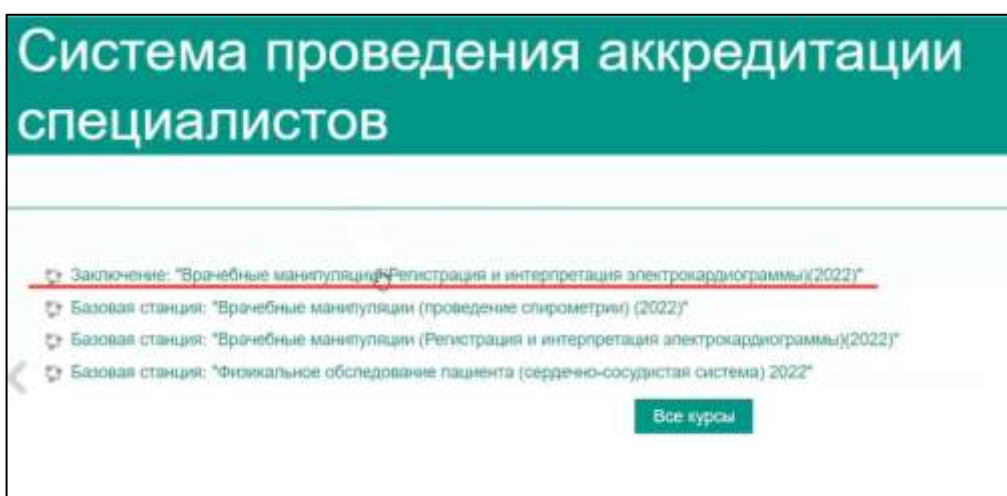 Система проведения аккредитации
специалистов
Заключение: "Врачебные манипуляции(Регистрация и интерпретация электрокардиограммы)(2022)"
Базовая станция: "Врачебные манипуляции (проведение спирометрии) (2022)"
Базовая станция: "Врачебные манипуляции (Регистрация и интерпретация электрокардиограммы)(2022)"
Базовая станция: "Физикальное обследование пациента (сердечно-сосудистая система) 2022"
Все курсы